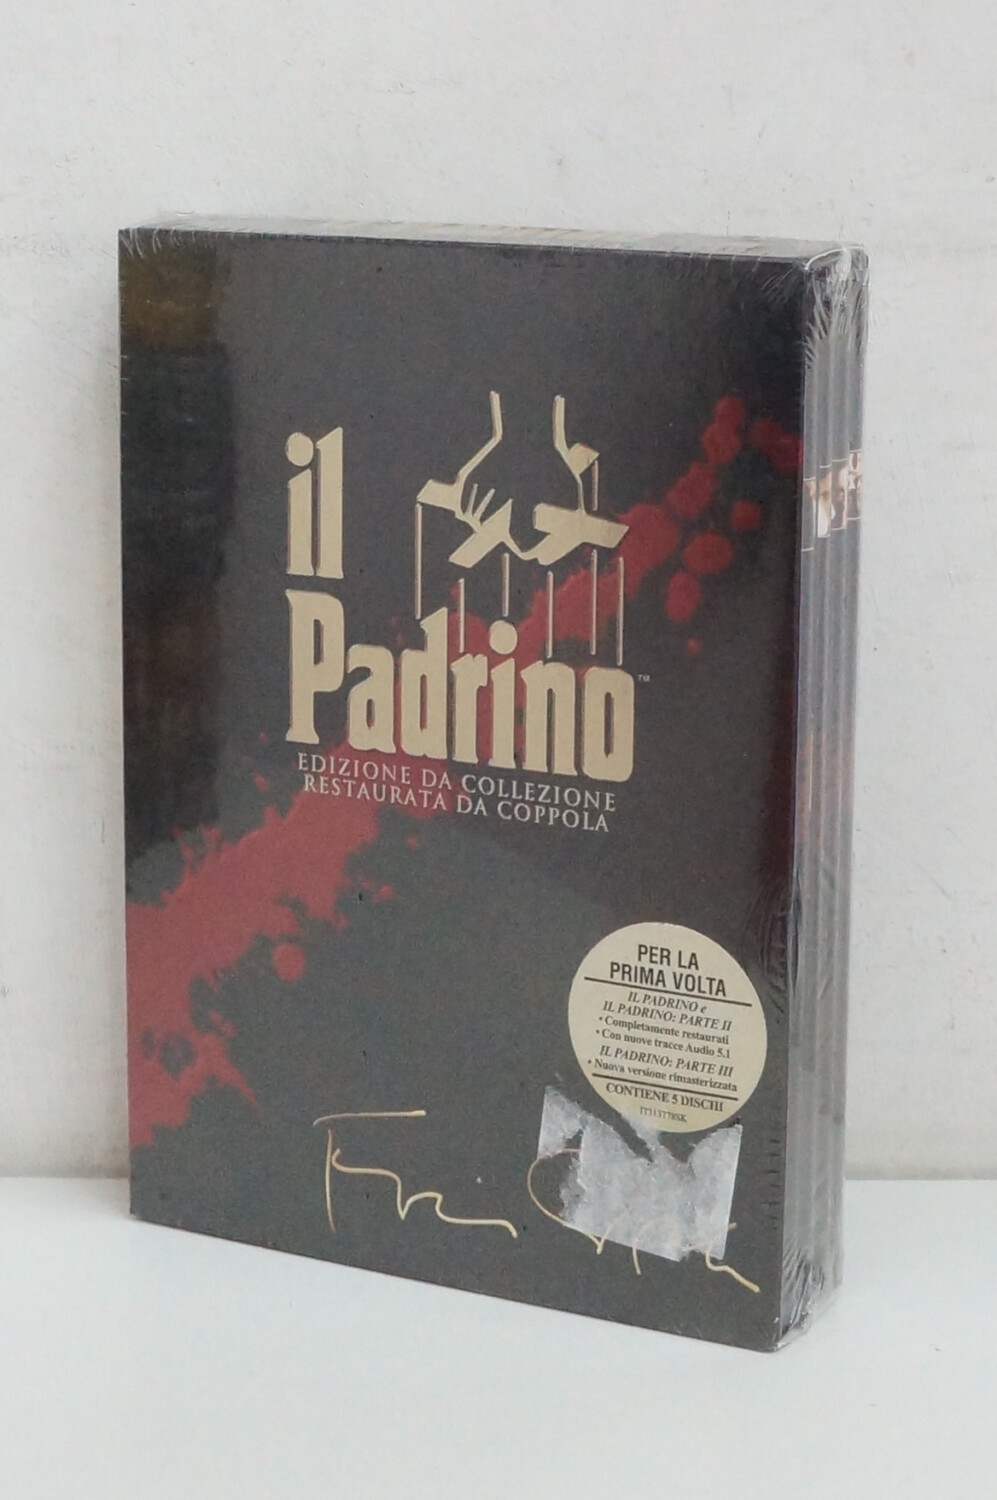 il
Padrino™
EDIZIONE DA COLLEZIONE
RESTAURATA DA COPPOLA
PER LA
PRIMA VOLTA
IL PADRINO e
IL PADRINO: PARTE II
• Completamente restaurati
• Con nuove tracce Audio 5.1
IL PADRINO: PARTE III
• Nuova versione rimasterizzata
CONTIENE 5 DISCHI